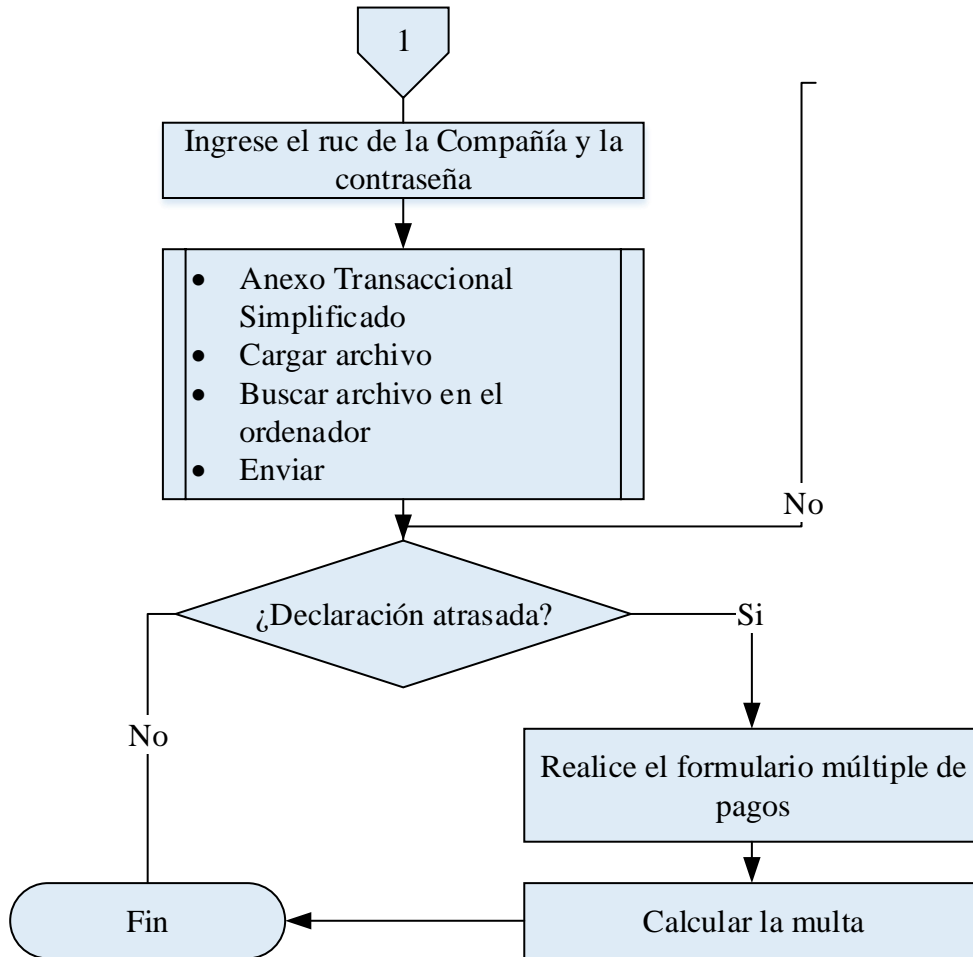 1
Ingrese el ruc de la Compañía y la
contraseña
• Anexo Transaccional
Simplificado
• Cargar archivo
• Buscar archivo en el
ordenador
• Enviar
No
¿Declaración atrasada?
Si
No
Realice el formulario múltiple de
pagos
Fin
Calcular la multa